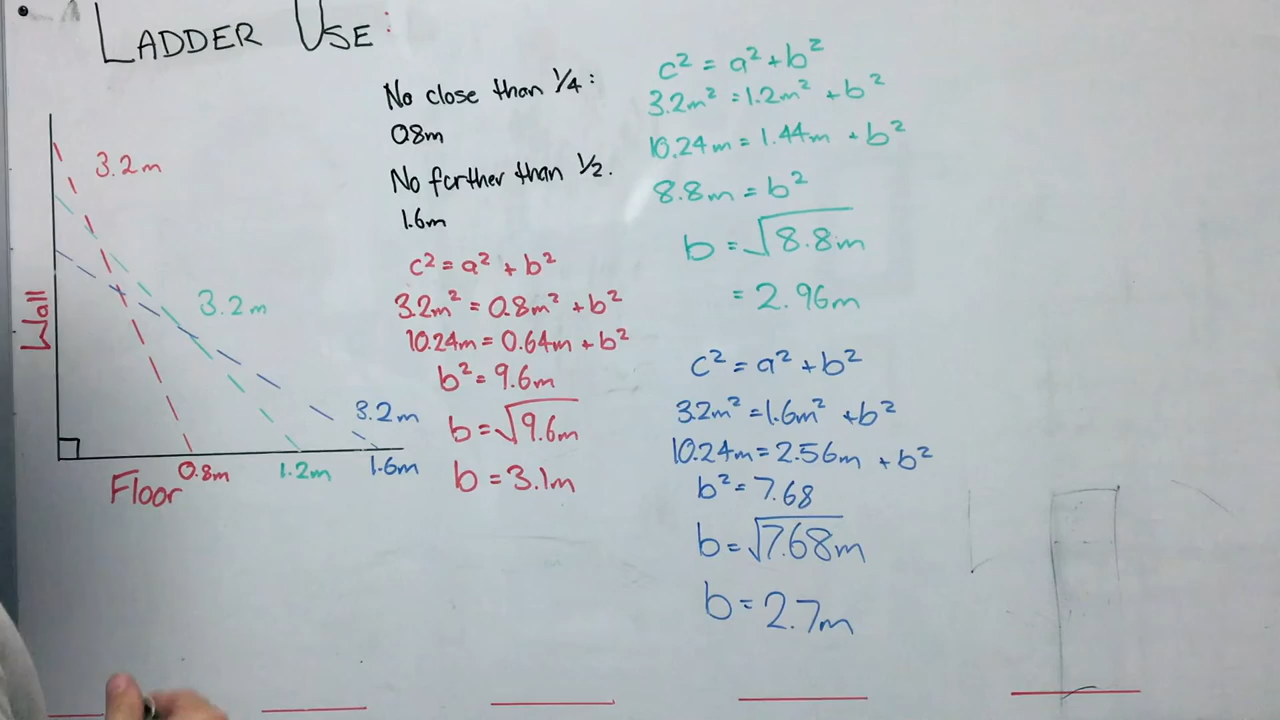 LADDER USE:
No close than 1/4:
0.8m
No farther than 1/2.
1.6m
c² = a² + b²
3.2m² = 0.8m² + b²
10.24m = 0.64m + b²
b² = 9.6m
b = √9.6m
b = 3.1m
c² = a² + b²
3.2m² = 1.2m² + b²
10.24m = 1.44m + b²
8.8m = b²
b = √8.8m
= 2.96m
c² = a² + b²
3.2m² = 1.6m² + b²
10.24m = 2.56m + b²
b² = 7.68
b = √7.68m
b = 2.7m
3.2m
3.2m
3.2m
Wall
0.8m
1.2m
1.6m
Floor